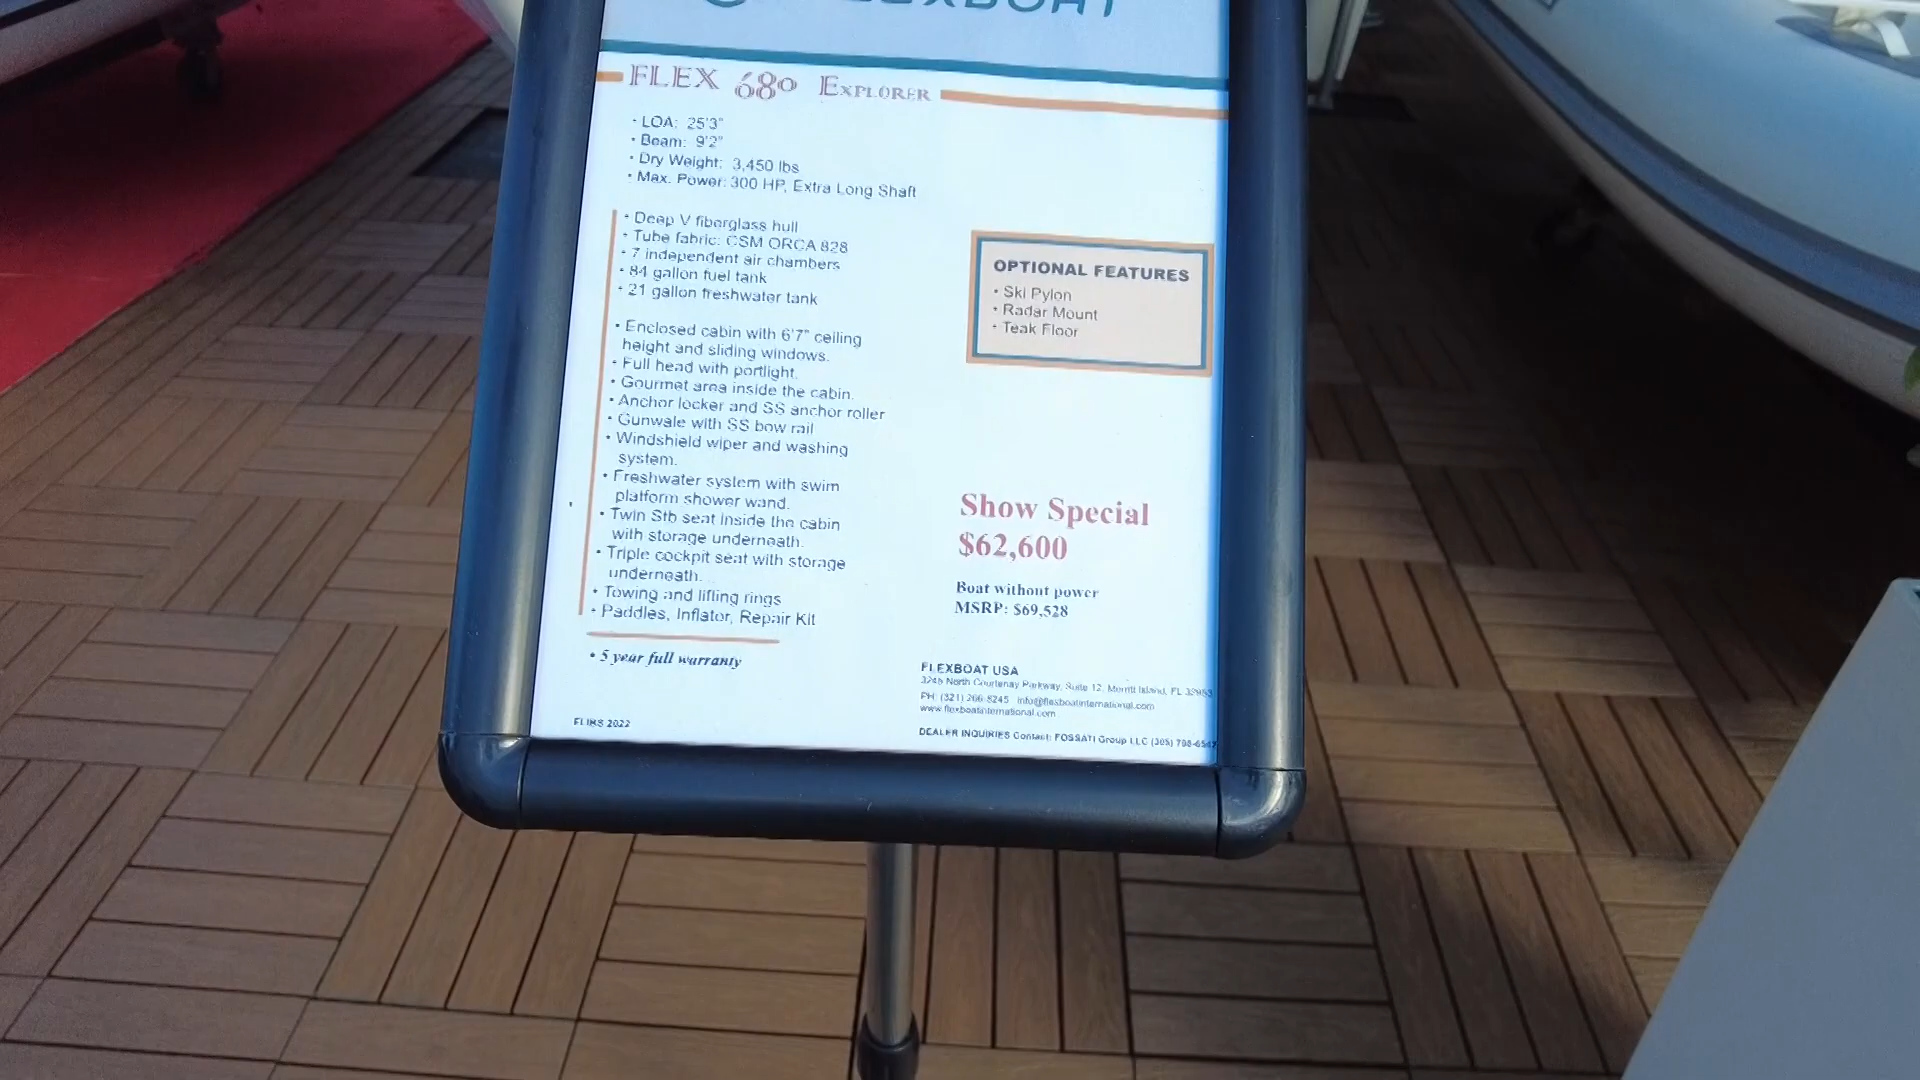 FLEXBOAT
FLEX 680 EXPLORER
• LOA: 25'3"
• Beam: 9'2"
• Dry Weight: 3,450 lbs
• Max. Power: 300 HP, Extra Long Shaft
• Deep V fiberglass hull
• Tube fabric: CSM ORCA 828
• 7 independent air chambers
• 84 gallon fuel tank
• 21 gallon freshwater tank
• Enclosed cabin with 6'7" ceiling
height and sliding windows.
• Full head with portlight.
• Gourmet area inside the cabin.
• Anchor locker and SS anchor roller
• Gunwale with SS bow rail
• Windshield wiper and washing
system.
• Freshwater system with swim
platform shower wand.
• Twin Stb seat inside the cabin
with storage underneath.
• Triple cockpit seat with storage
underneath.
• Towing and lifting rings
• Paddles, Inflator, Repair Kit
• 5 year full warranty
FLIBS 2022
OPTIONAL FEATURES
• Ski Pylon
• Radar Mount
• Teak Floor
Show Special
$62,600
Boat without power
MSRP: $69,528
FLEXBOAT USA
North Courtenay Parkway, Suite 12, Merritt Island, FL
PH: (321) info@flexboatinternational.com
www.flexboatinternational.com
DEALER INQUIRIES Contact: FOSSATI Group LLC (305)